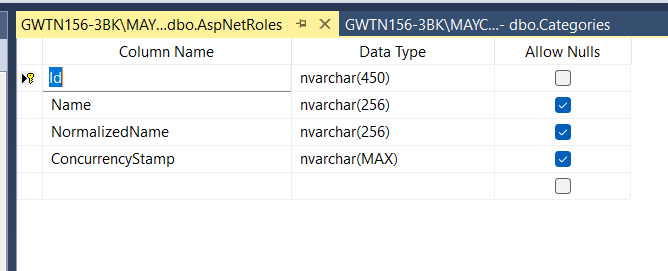 GWTN156-3BK\MAY...dbo.AspNetRoles GWTN156-3BK\MAYC...- dbo.Categories
Column Name Data Type Allow Nulls
Id nvarchar(450)
Name nvarchar(256)
NormalizedName nvarchar(256)
ConcurrencyStamp nvarchar(MAX)